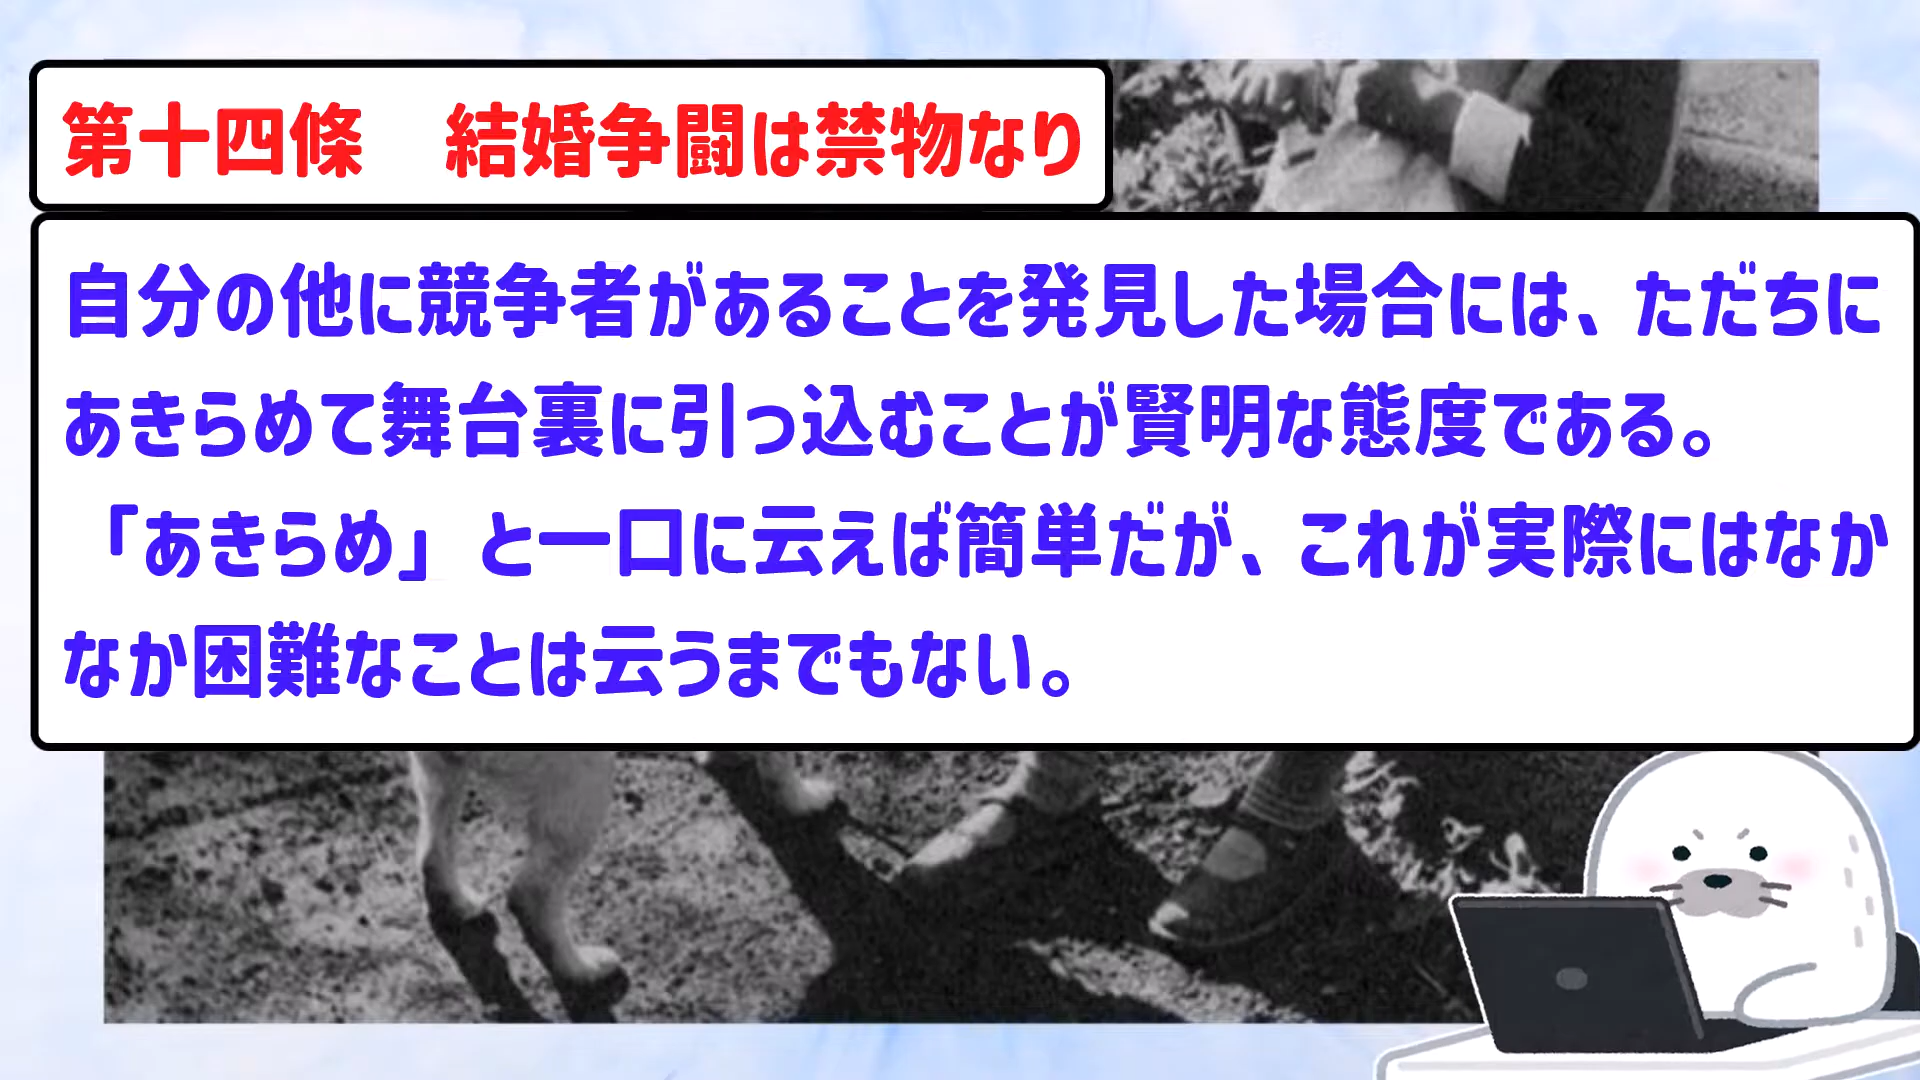 第十四條　結婚争闘は禁物なり
自分の他に競争者があることを発見した場合には、ただちに
あきらめて舞台裏に引っ込むことが賢明な態度である。
「あきらめ」と一口に云えば簡単だが、これが実際にはなか
なか困難なことは云うまでもない。